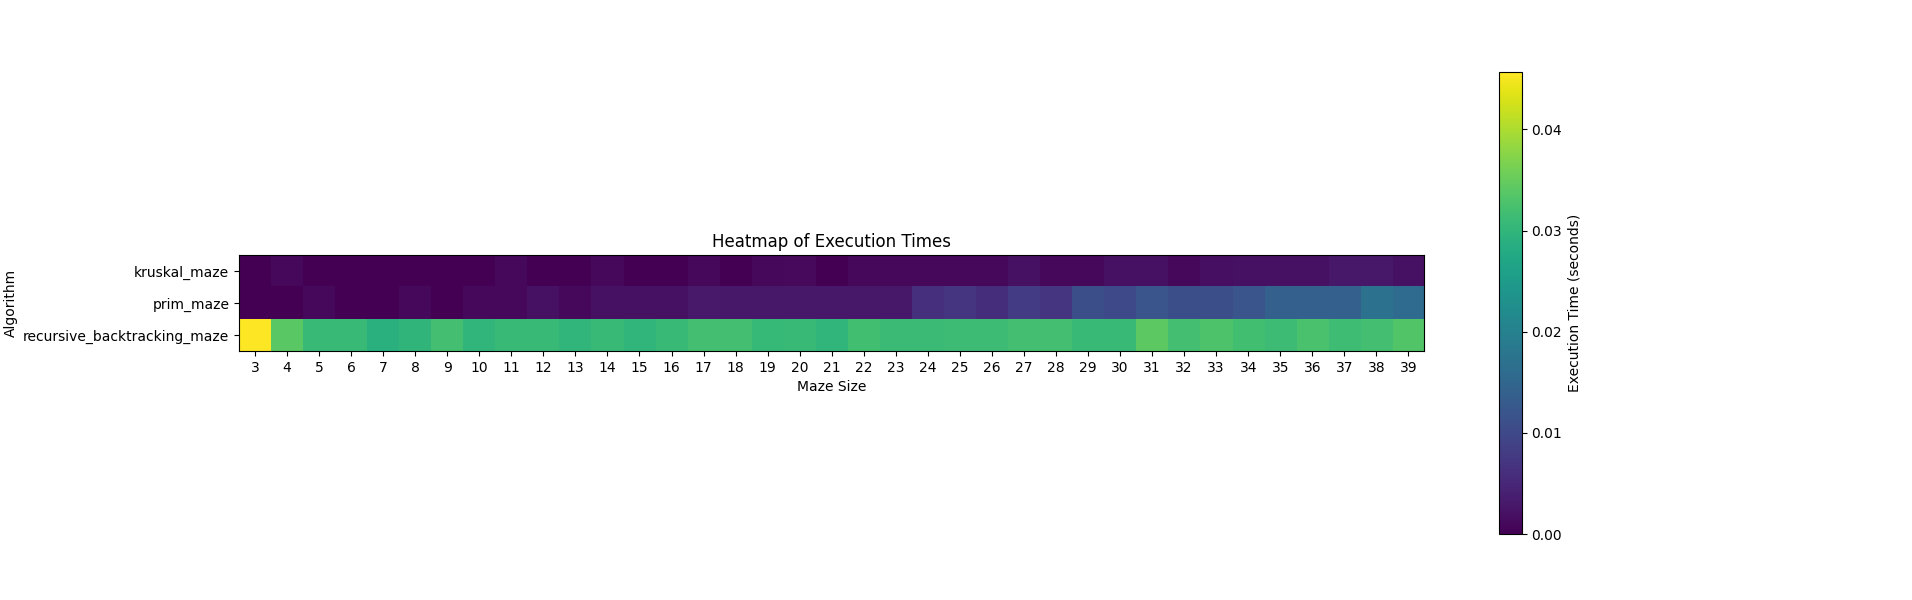 Heatmap of Execution Times
Algorithm
kruskal_maze
prim_maze
recursive_backtracking_maze
3 4 5 6 7 8 9 10 11 12 13 14 15 16 17 18 19 20 21 22 23 24 25 26 27 28 29 30 31 32 33 34 35 36 37 38 39
Maze Size
0.04
0.03
0.02
0.01
0.00
Execution Time (seconds)